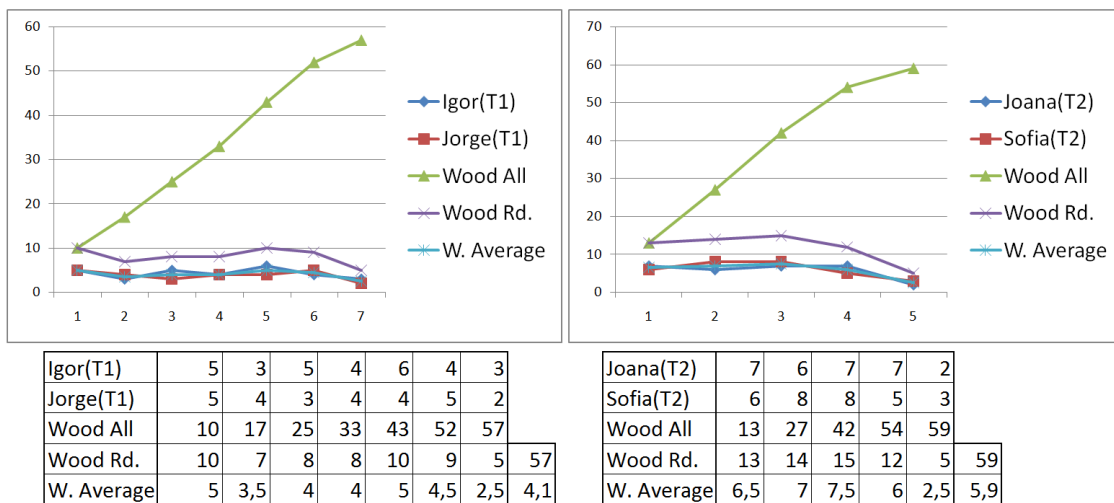 60
50
40
30
20
10
0
1 2 3 4 5 6 7
Igor(T1)
Jorge(T1)
Wood All
Wood Rd.
W. Average
70
60
50
40
30
20
10
0
1 2 3 4 5
Joana(T2)
Sofia(T2)
Wood All
Wood Rd.
W. Average
Igor(T1) 5 3 5 4 6 4 3
Jorge(T1) 5 4 3 4 4 5 2
Wood All 10 17 25 33 43 52 57
Wood Rd. 10 7 8 8 10 9 5 57
W. Average 5 3,5 4 4 5 4,5 2,5 4,1
Joana(T2) 7 6 7 7 2
Sofia(T2) 6 8 8 5 3
Wood All 13 27 42 54 59
Wood Rd. 13 14 15 12 5 59
W. Average 6,5 7 7,5 6 2,5 5,9